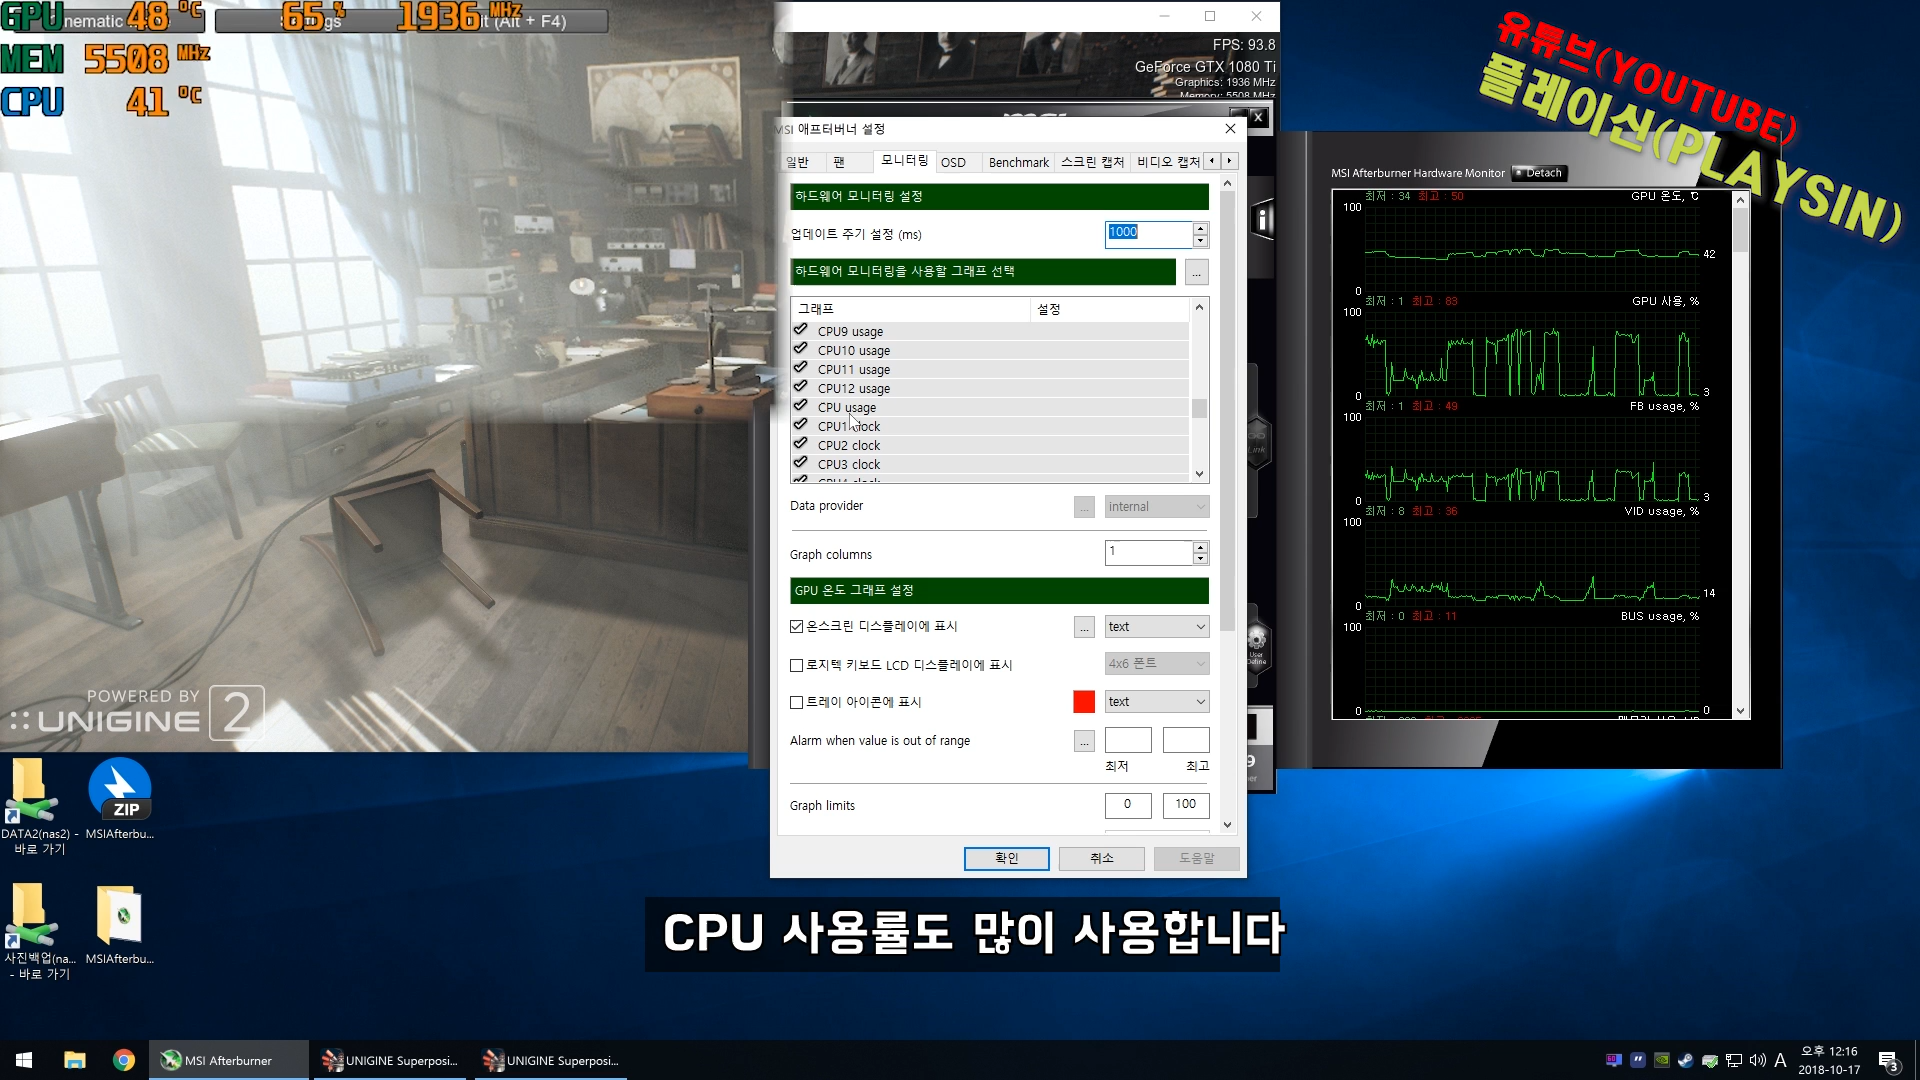 GPU 48 °C 65 % 1936 MHz
MEM 5508 MHz
CPU 41 °C
(Alt + F4)
FPS: 93.8
GeForce GTX 1080 Ti
Graphics: 1936 MHz
Memory: 5508 MHz
유튜브(YOUTUBE)
플레이신(PLAYSIN)
MSI 애프터버너 설정
일반 팬 모니터링 OSD Benchmark 스크린 캡처 비디오 캡처
하드웨어 모니터링 설정
업데이트 주기 설정 (ms) 1000
하드웨어 모니터링을 사용할 그래프 선택 ...
그래프 설정
CPU9 usage
CPU10 usage
CPU11 usage
CPU12 usage
CPU usage
CPU1 clock
CPU2 clock
CPU3 clock
CPU4 clock
Data provider ... internal
Graph columns 1
GPU 온도 그래프 설정
온스크린 디스플레이에 표시 ... text
로지텍 키보드 LCD 디스플레이에 표시 4x6 폰트
트레이 아이콘에 표시 text
Alarm when value is out of range ...
최저 최고
Graph limits 0 100
확인 취소 도움말
MSI Afterburner Hardware Monitor Detach
최저 : 34 최고 : 50 GPU 온도, ℃
100
42
0
최저 : 1 최고 : 83 GPU 사용, %
100
3
0
최저 : 1 최고 : 49 FB usage, %
100
3
0
최저 : 8 최고 : 36 VID usage, %
100
14
0
최저 : 0 최고 : 11 BUS usage, %
100
0
0
User
Define
POWERED BY
UNIGINE 2
DATA2(nas2) -
바로 가기
ZIP
MSIAfterbu...
사진백업(na...
- 바로 가기
MSIAfterbu...
CPU 사용률도 많이 사용합니다
MSI Afterburner
UNIGINE Superposi...
UNIGINE Superposi...
A
오후 12:16
2018-10-17
3